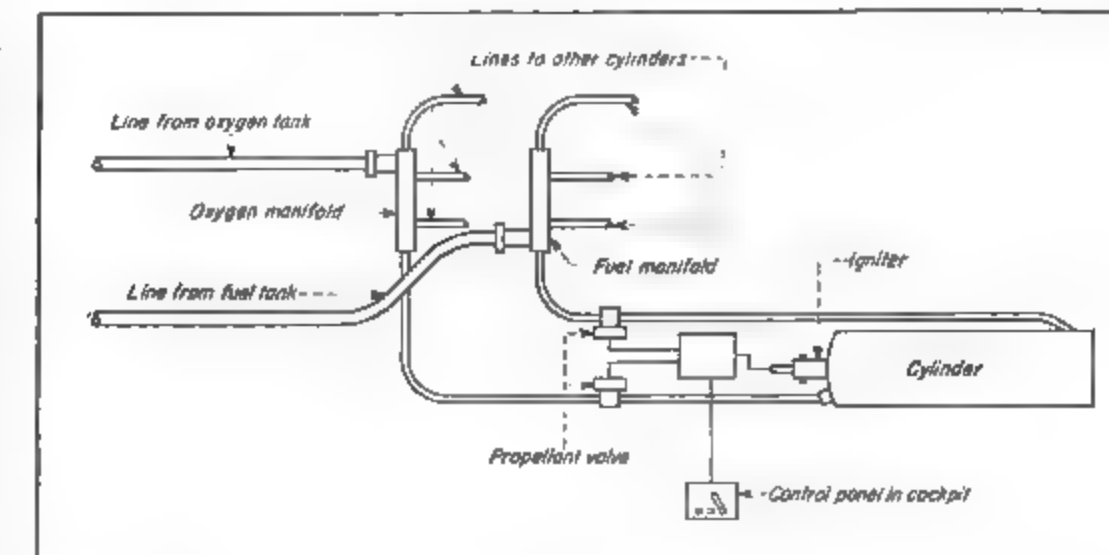 Lines to other cylinders
Line from oxygen tank
Oxygen manifold
Fuel manifold
Igniter
Line from fuel tank
Cylinder
Propellant valve
Control panel in cockpit